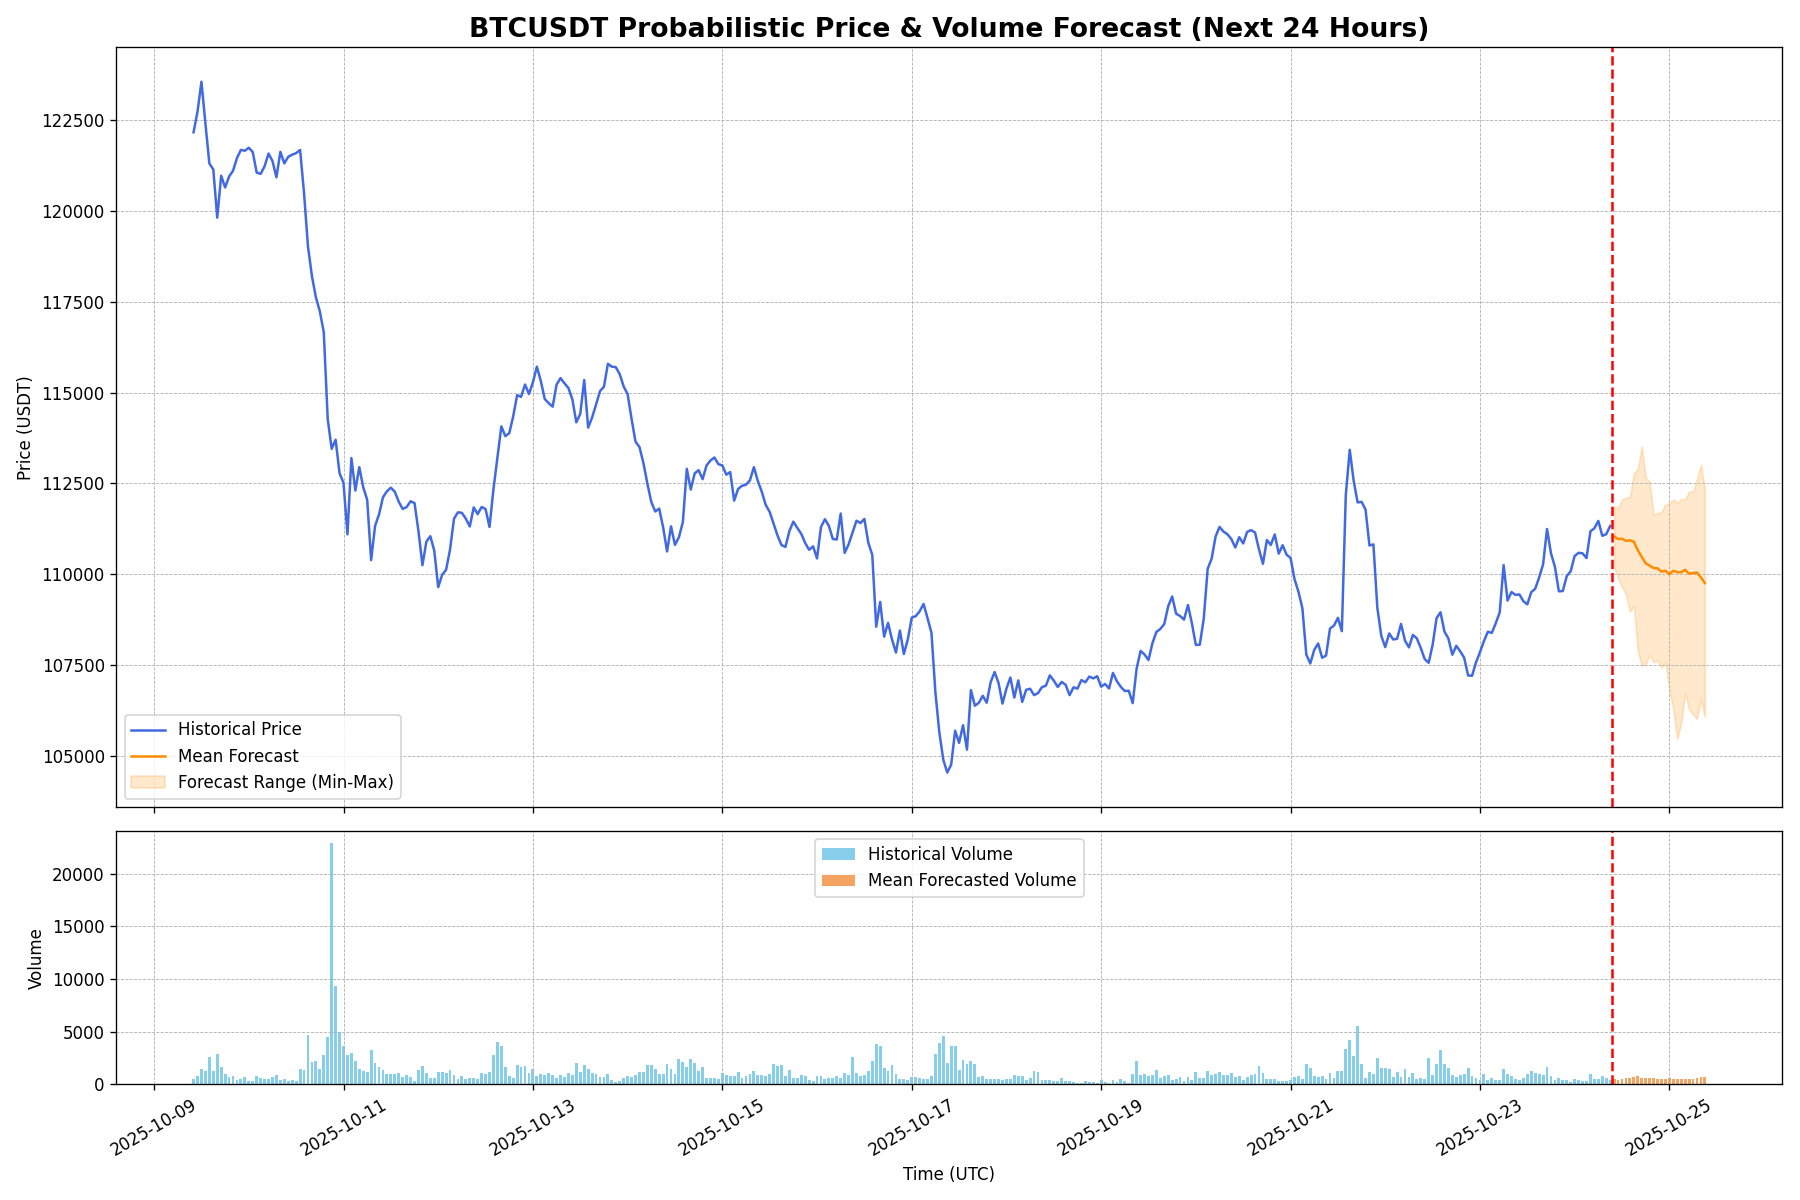 BTCUSDT Probabilistic Price & Volume Forecast (Next 24 Hours)
122500
120000
117500
115000
112500
110000
107500
105000
Price (USDT)
Historical Price
Mean Forecast
Forecast Range (Min-Max)
20000
15000
10000
5000
0
Volume
Historical Volume
Mean Forecasted Volume
2025-10-09
2025-10-11
2025-10-13
2025-10-15
2025-10-17
2025-10-19
2025-10-21
2025-10-23
2025-10-25
Time (UTC)